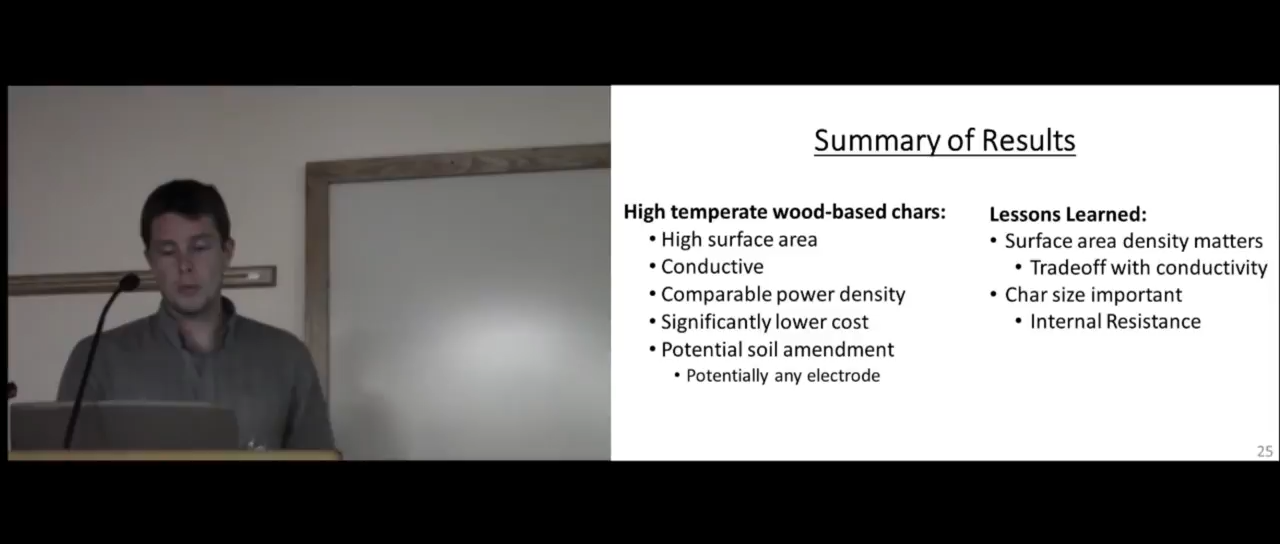 Summary of Results
High temperate wood-based chars:
• High surface area
• Conductive
• Comparable power density
• Significantly lower cost
• Potential soil amendment
• Potentially any electrode
Lessons Learned:
• Surface area density matters
• Tradeoff with conductivity
• Char size important
• Internal Resistance
25